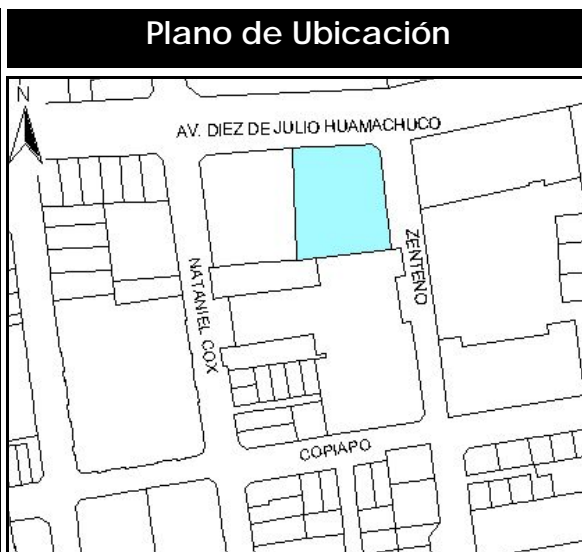 Plano de Ubicación
N
AV. DIEZ DE JULIO HUAMACHUCO
ZENTENO
NATANIEL COX
COPIAPO